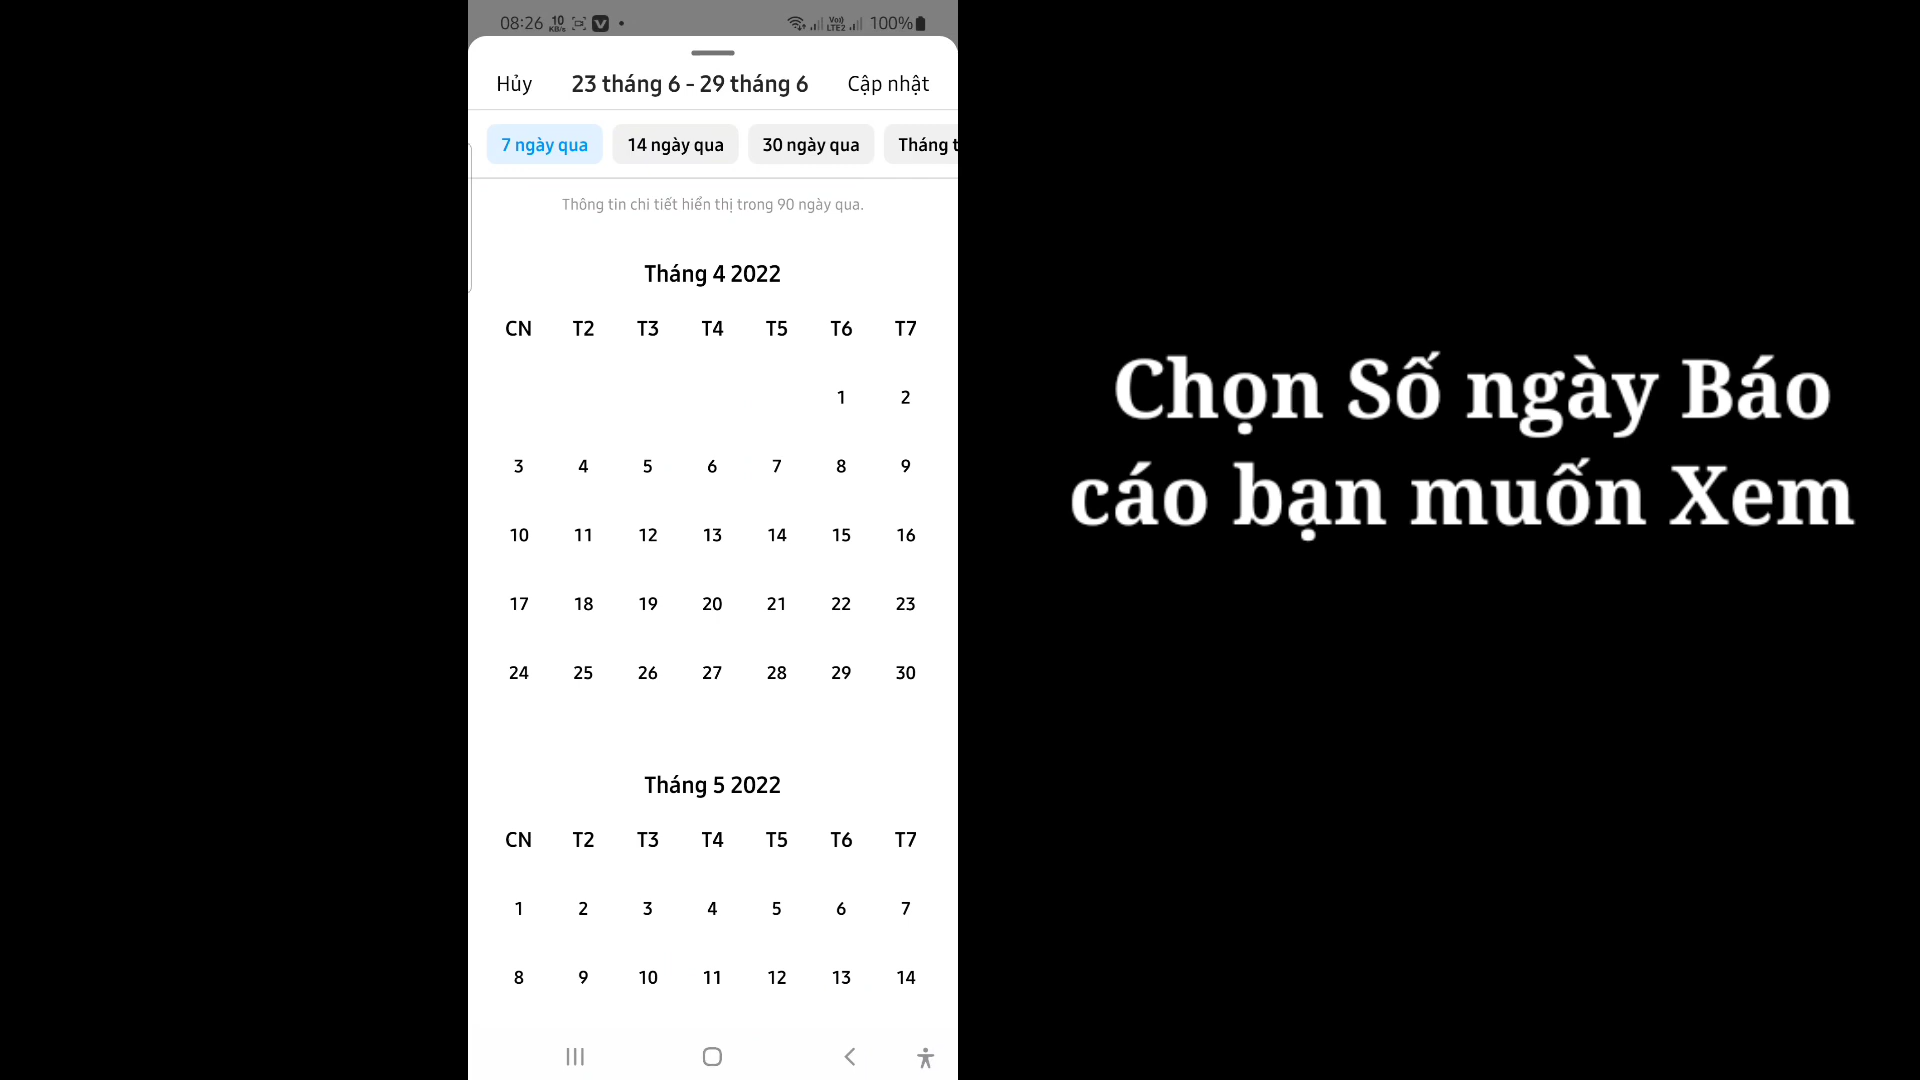 08:26 10 KB/s V • Vo)) LTE2 100%
Hủy 23 tháng 6 - 29 tháng 6 Cập nhật
7 ngày qua 14 ngày qua 30 ngày qua Tháng t
Thông tin chi tiết hiển thị trong 90 ngày qua.
Tháng 4 2022
CN T2 T3 T4 T5 T6 T7
1 2
3 4 5 6 7 8 9
10 11 12 13 14 15 16
17 18 19 20 21 22 23
24 25 26 27 28 29 30
Tháng 5 2022
CN T2 T3 T4 T5 T6 T7
1 2 3 4 5 6 7
8 9 10 11 12 13 14
Chọn Số ngày Báo
cáo bạn muốn Xem